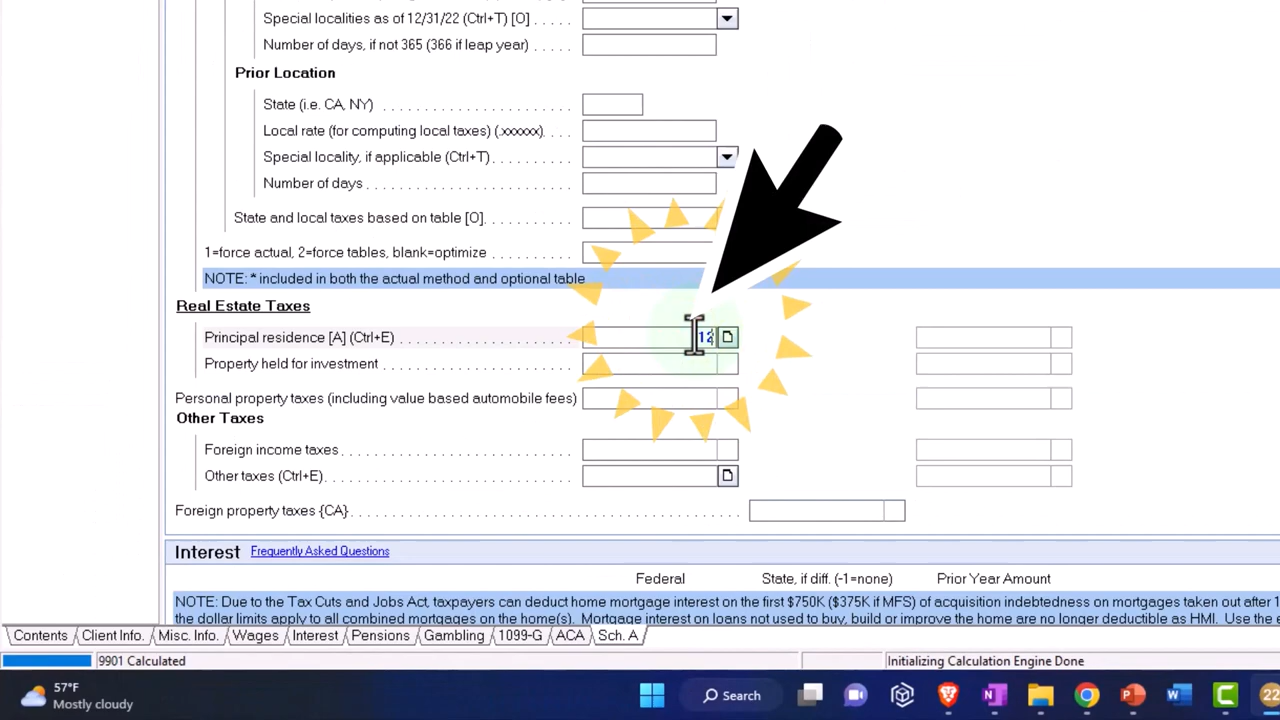 Special localities as of 12/31/22 (Ctrl+T) [O]
Number of days, if not 365 (366 if leap year)
Prior Location
State (i.e. CA, NY)
Local rate (for computing local taxes) (.xxxxxx).
Special locality, if applicable (Ctrl+T)
Number of days
State and local taxes based on table [O].
1=force actual, 2=force tables, blank=optimize
NOTE: * included in both the actual method and optional table
Real Estate Taxes
Principal residence [A] (Ctrl+E) 12
Property held for investment
Personal property taxes (including value based automobile fees)
Other Taxes
Foreign income taxes
Other taxes (Ctrl+E)
Foreign property taxes {CA}
Interest Frequently Asked Questions
Federal State, if diff. (-1=none) Prior Year Amount
NOTE: Due to the Tax Cuts and Jobs Act, taxpayers can deduct home mortgage interest on the first $750K ($375K if MFS) of acquisition indebtedness on mortgages taken out after 1
the dollar limits apply to all combined mortgages on the home(s). Mortgage interest on loans not used to buy, build or improve the home are no longer deductible as HMI. Use the e
Contents Client Info. Misc. Info. Wages Interest Pensions Gambling 1099-G ACA Sch. A
9901 Calculated Initializing Calculation Engine Done
57°F
Mostly cloudy
Search
22